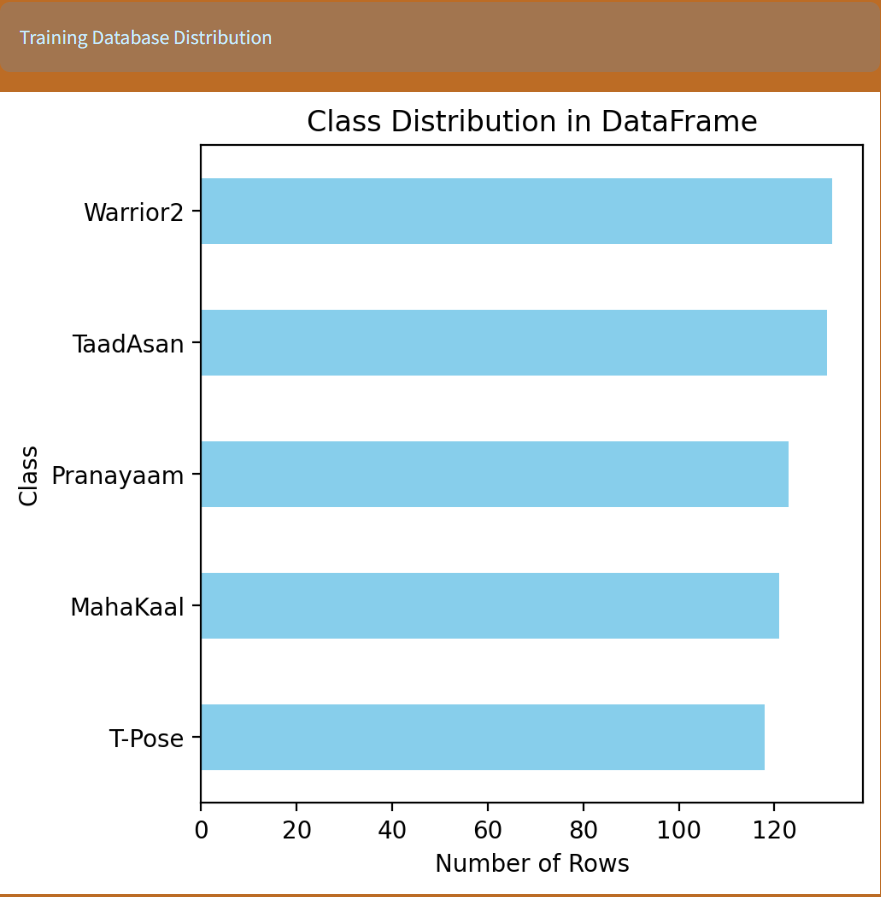 Training Database Distribution
Class Distribution in DataFrame
Warrior2
TaadAsan
Pranayaam
MahaKaal
T-Pose
Class
0 20 40 60 80 100 120
Number of Rows